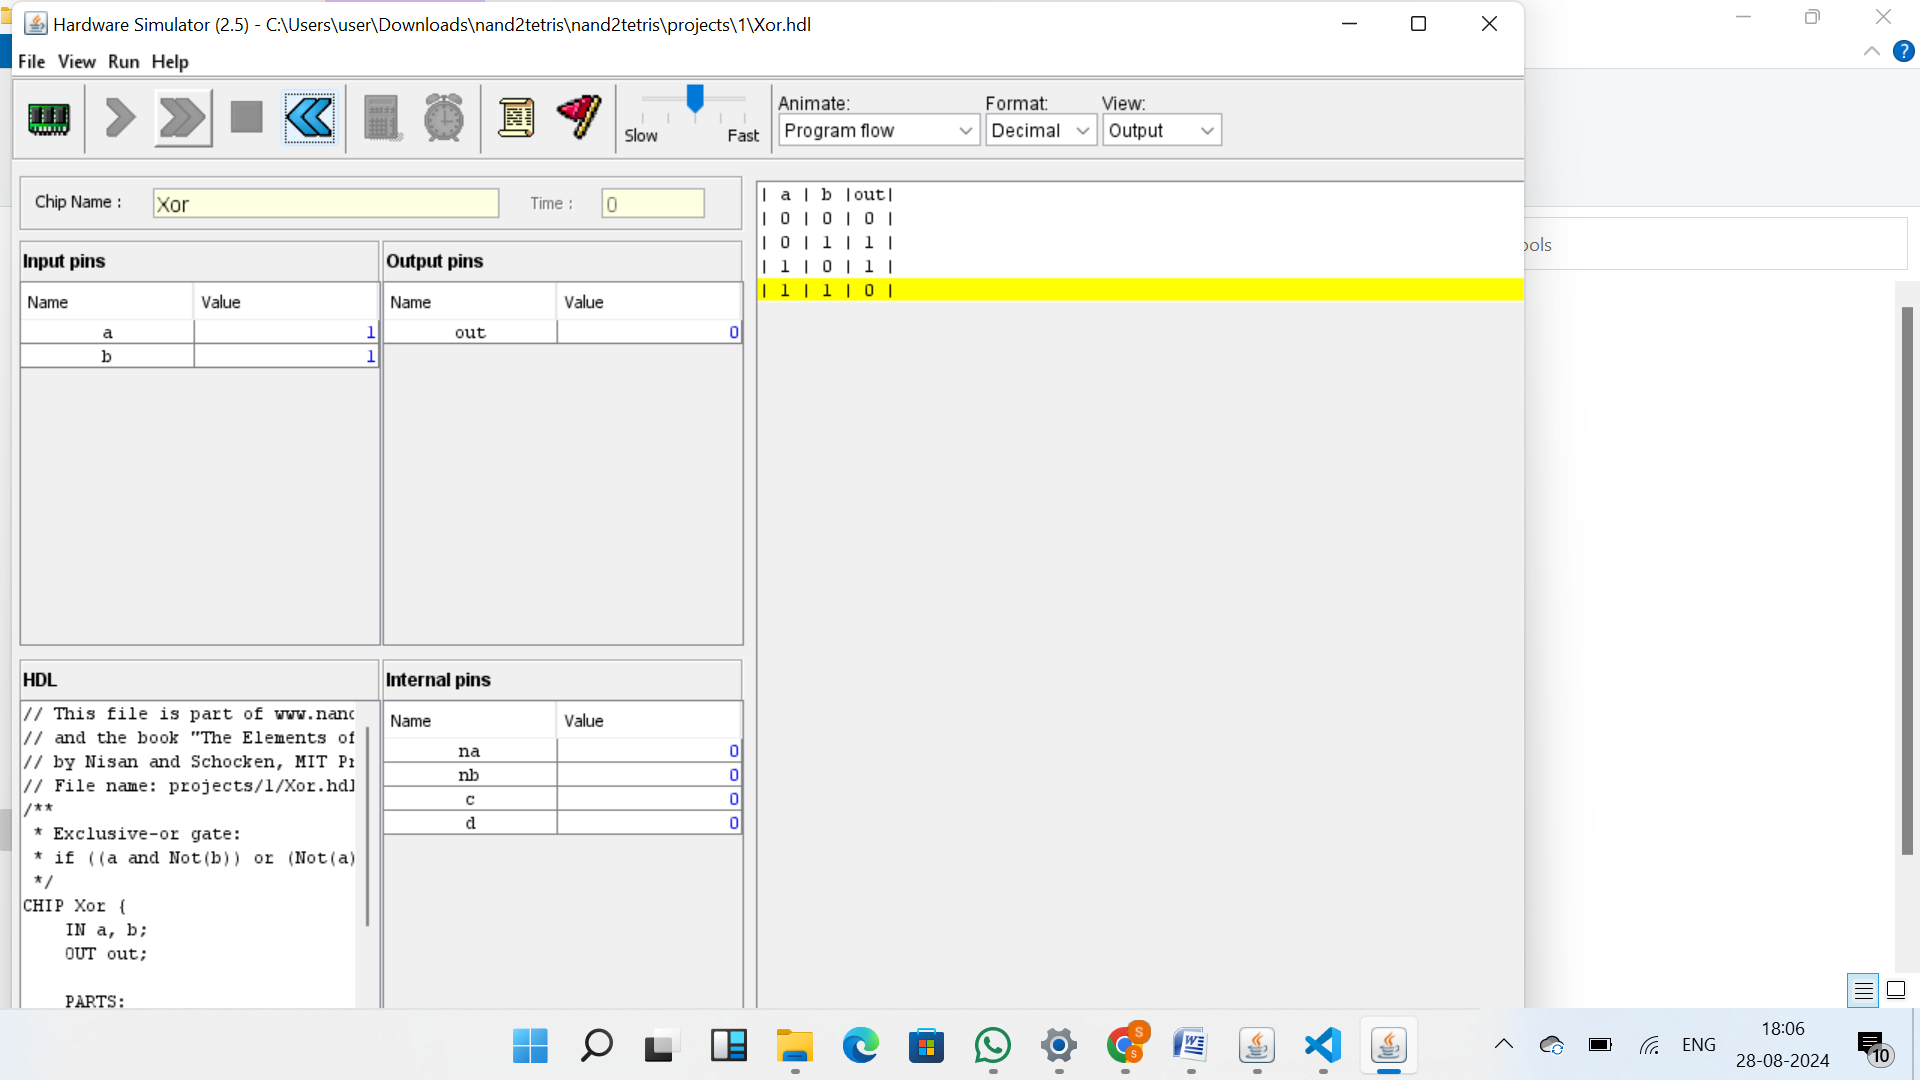 Hardware Simulator (2.5) - C:\Users\user\Downloads\nand2tetris\nand2tetris\projects\1\Xor.hdl
File View Run Help
Slow Fast
Animate: Format: View:
Program flow Decimal Output
Chip Name : Xor Time : 0
Input pins
Name Value
a 1
b 1
Output pins
Name Value
out 0
HDL
// This file is part of www.nand
// and the book "The Elements of
// by Nisan and Schocken, MIT Pr
// File name: projects/1/Xor.hdl
/**
* Exclusive-or gate:
* if ((a and Not(b)) or (Not(a)
*/
CHIP Xor {
IN a, b;
OUT out;
PARTS:
Internal pins
Name Value
na 0
nb 0
c 0
d 0
| a | b |out|
| 0 | 0 | 0 |
| 0 | 1 | 1 |
| 1 | 0 | 1 |
| 1 | 1 | 0 |
ools
?
S
S
ENG
18:06
28-08-2024
10